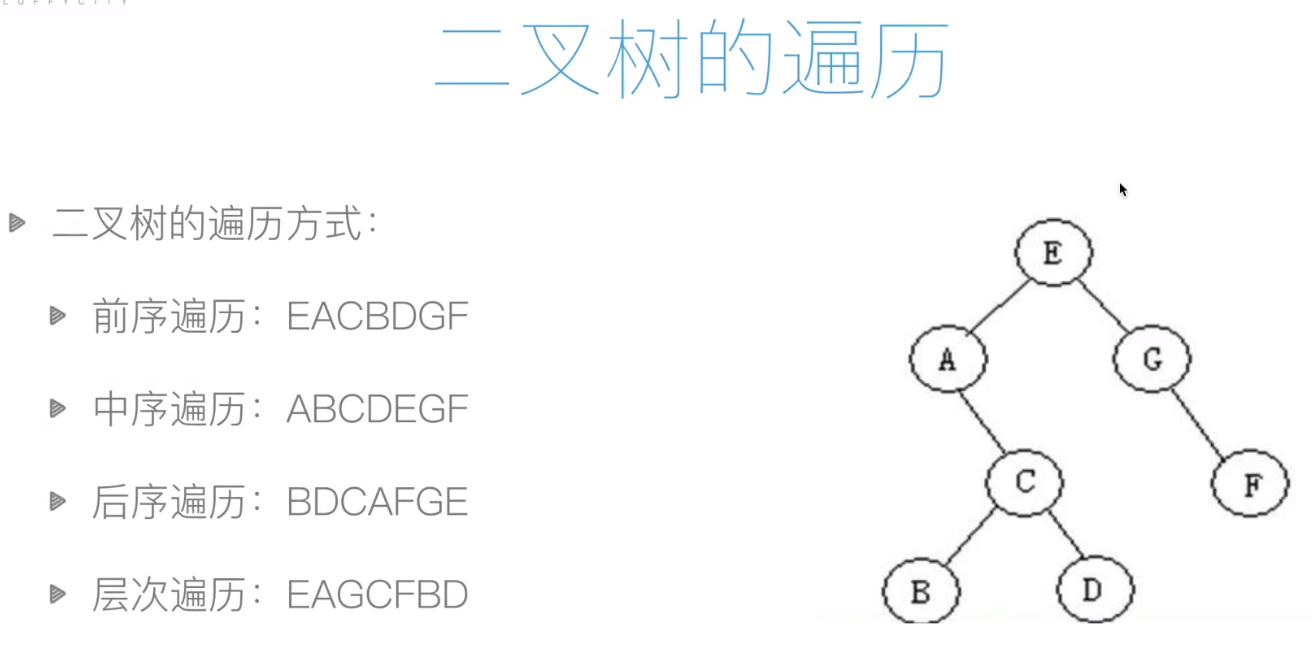 LUFFYCITY
二叉树的遍历
二叉树的遍历方式：
前序遍历：EACBDGF
中序遍历：ABCDEGF
后序遍历：BDCAFGE
层次遍历：EAGCFBD
E
A
G
C
F
B
D